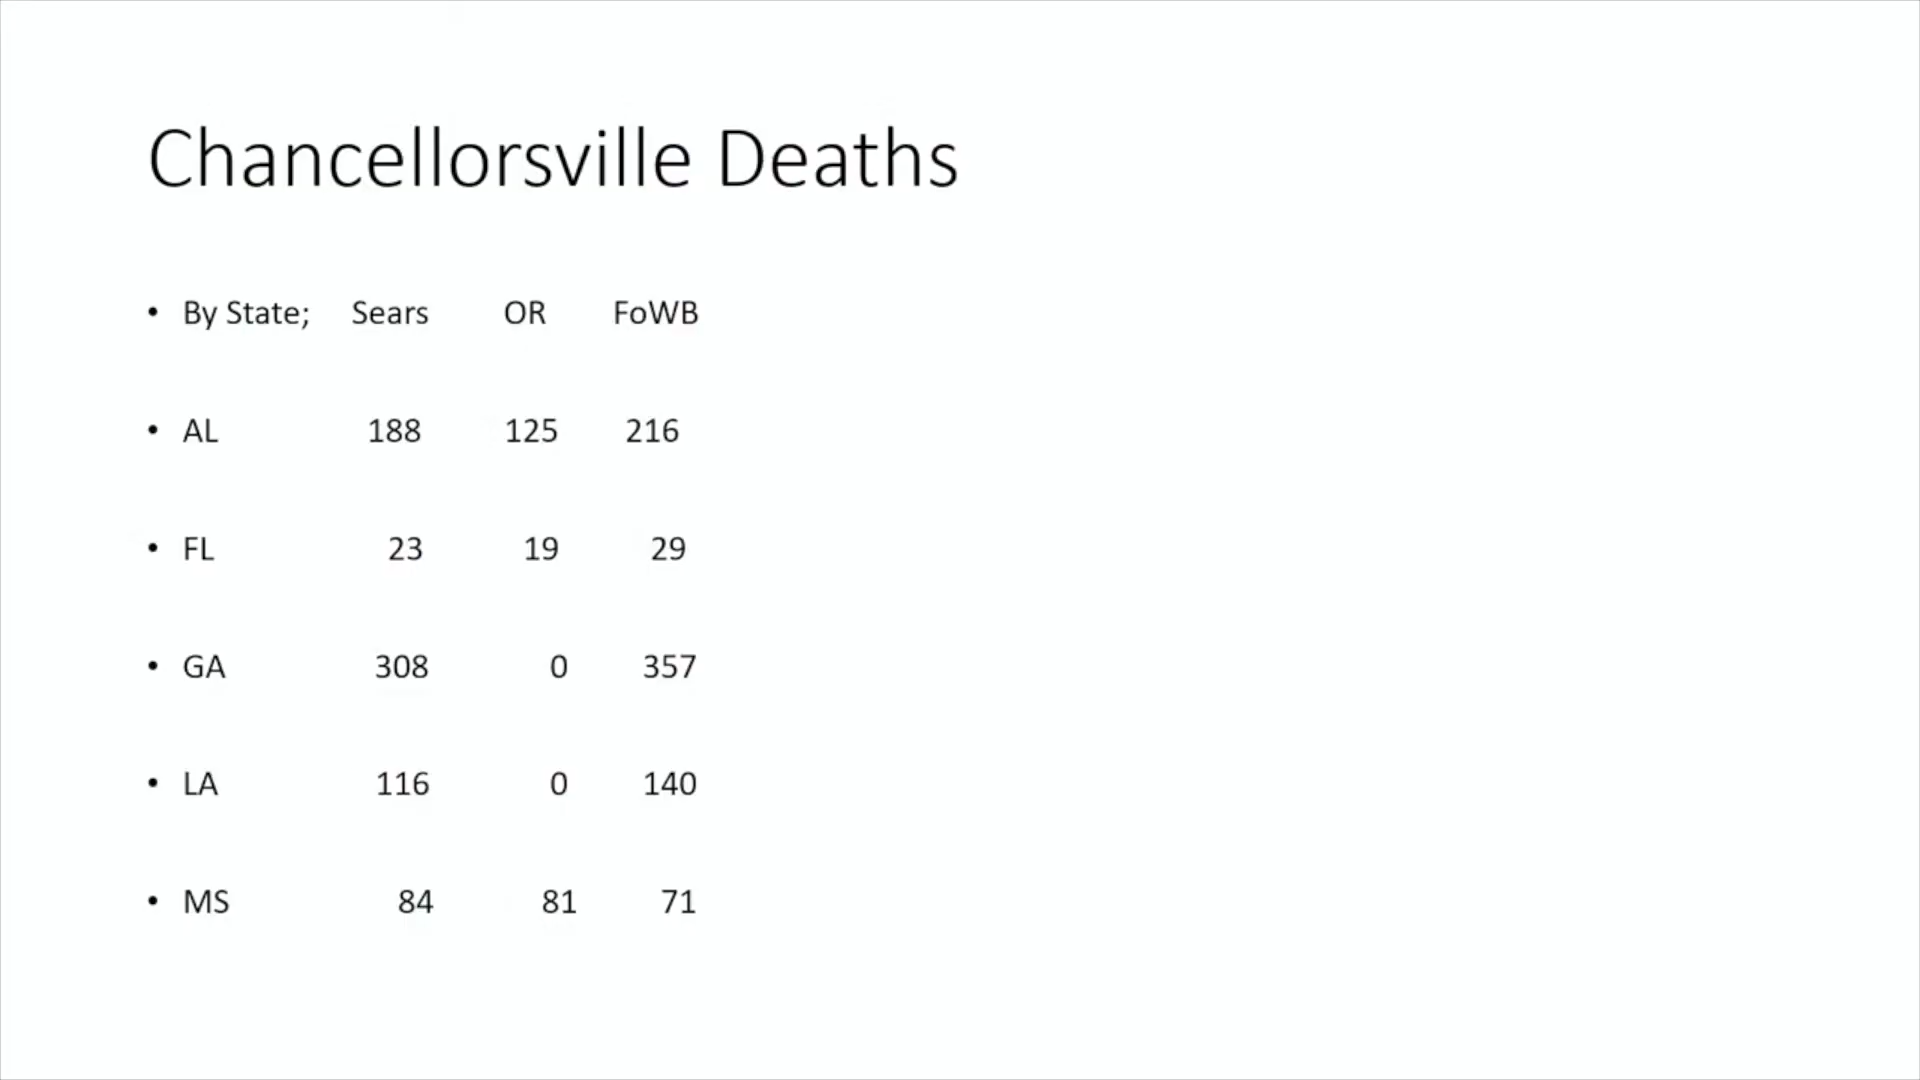 Chancellorsville Deaths
• By State; Sears OR FoWB
• AL 188 125 216
• FL 23 19 29
• GA 308 0 357
• LA 116 0 140
• MS 84 81 71